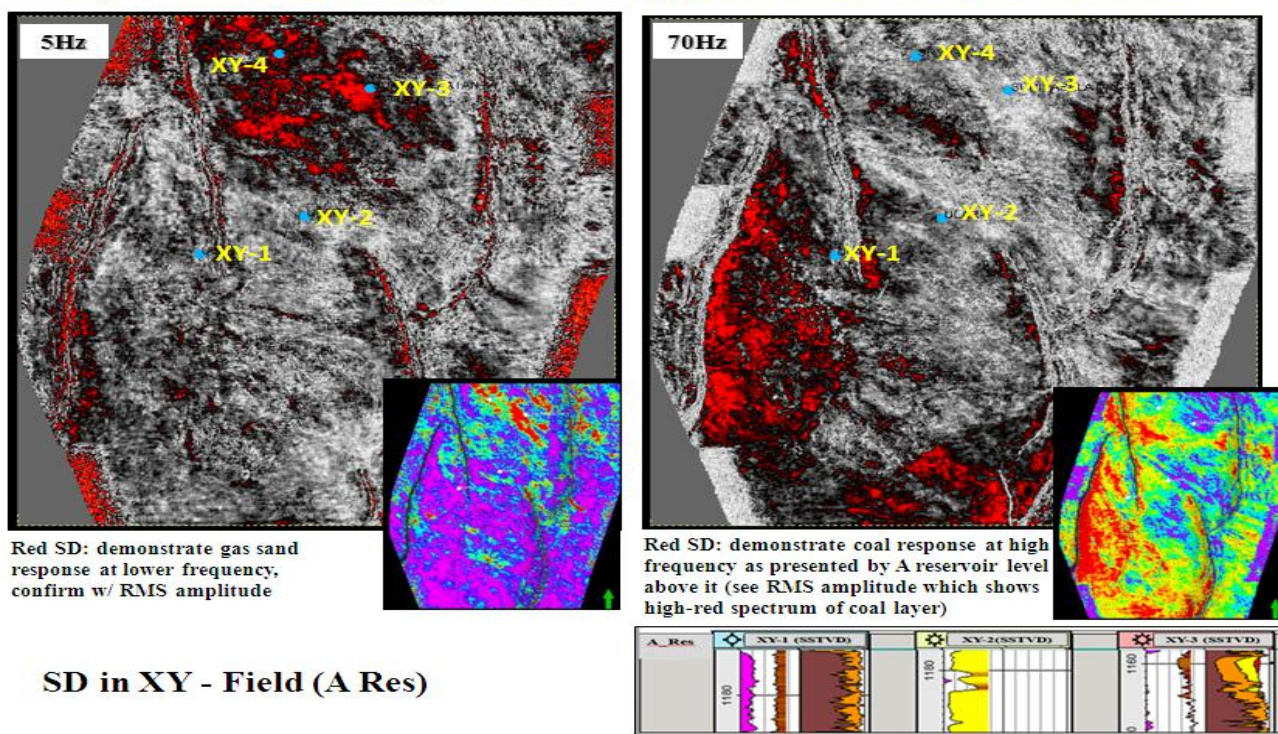 5Hz
XY-4
XY-3
XY-2
XY-1
70Hz
XY-4
XY-3
XY-2
XY-1
Red SD: demonstrate gas sand
response at lower frequency,
confirm w/ RMS amplitude
Red SD: demonstrate coal response at high
frequency as presented by A reservoir level
above it (see RMS amplitude which shows
high-red spectrum of coal layer)
SD in XY - Field (A Res)
A_Res
XY-1 (SSTVD)
XY-2(SSTVD)
XY-3 (SSTVD)
1180
1180
1160